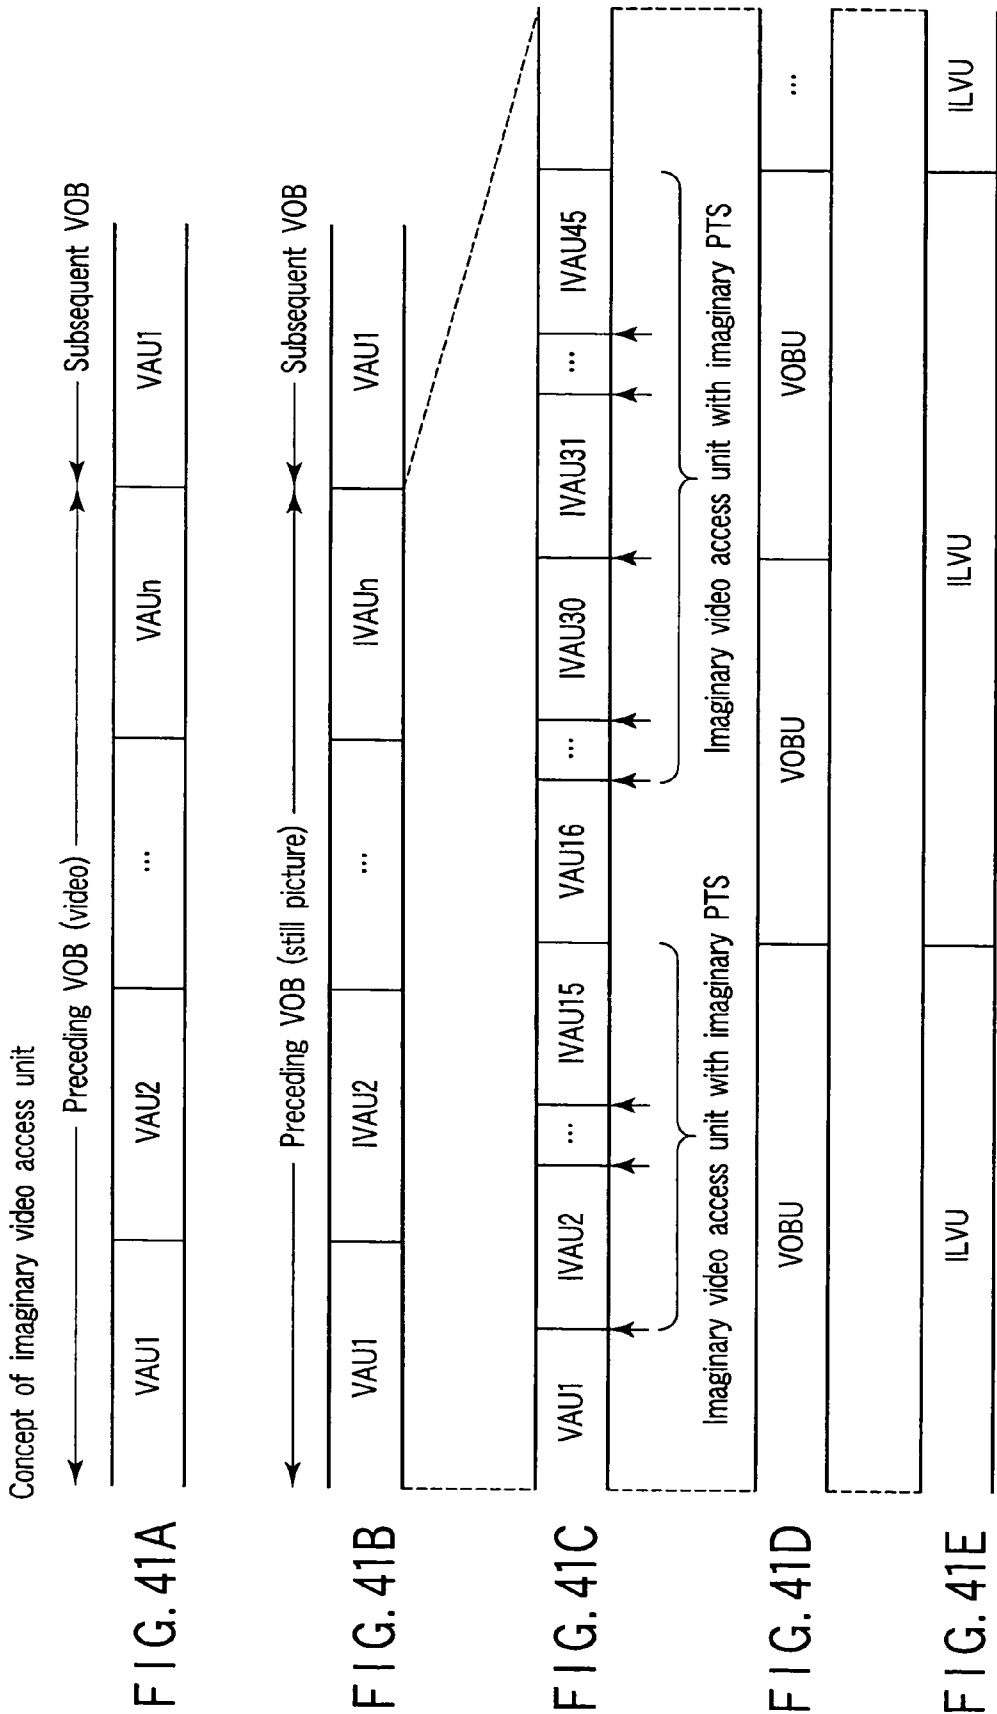 Concept of imaginary video access unit
Preceding VOB (video) Subsequent VOB
FIG. 41A VAU1 VAU2 ... VAUn VAU1
Preceding VOB (still picture) Subsequent VOB
FIG. 41B VAU1 IVAU2 ... IVAUn VAU1
FIG. 41C VAU1 IVAU2 ... IVAU15 VAU16 ... IVAU30 IVAU31 ... IVAU45
Imaginary video access unit with imaginary PTS Imaginary video access unit with imaginary PTS
FIG. 41D VOBU VOBU VOBU ...
FIG. 41E ILVU ILVU ILVU